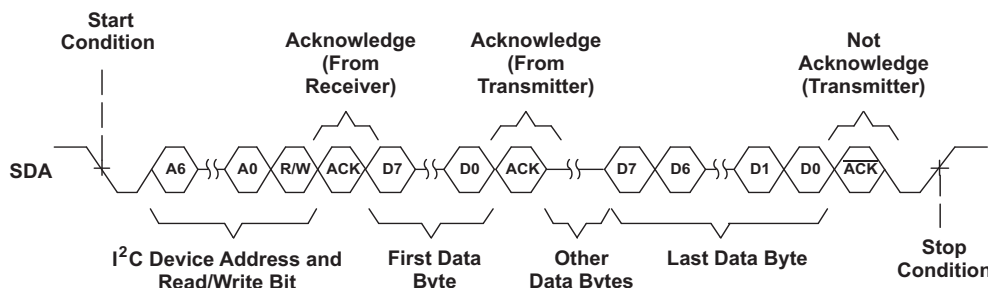 Start
Condition
Acknowledge
(From
Receiver)
Acknowledge
(From
Transmitter)
Not
Acknowledge
(Transmitter)
SDA
A6 A0 R/W ACK D7 D0 ACK D7 D6 D1 D0 A̅C̅K̅
I²C Device Address and
Read/Write Bit
First Data
Byte
Other
Data Bytes
Last Data Byte
Stop
Condition